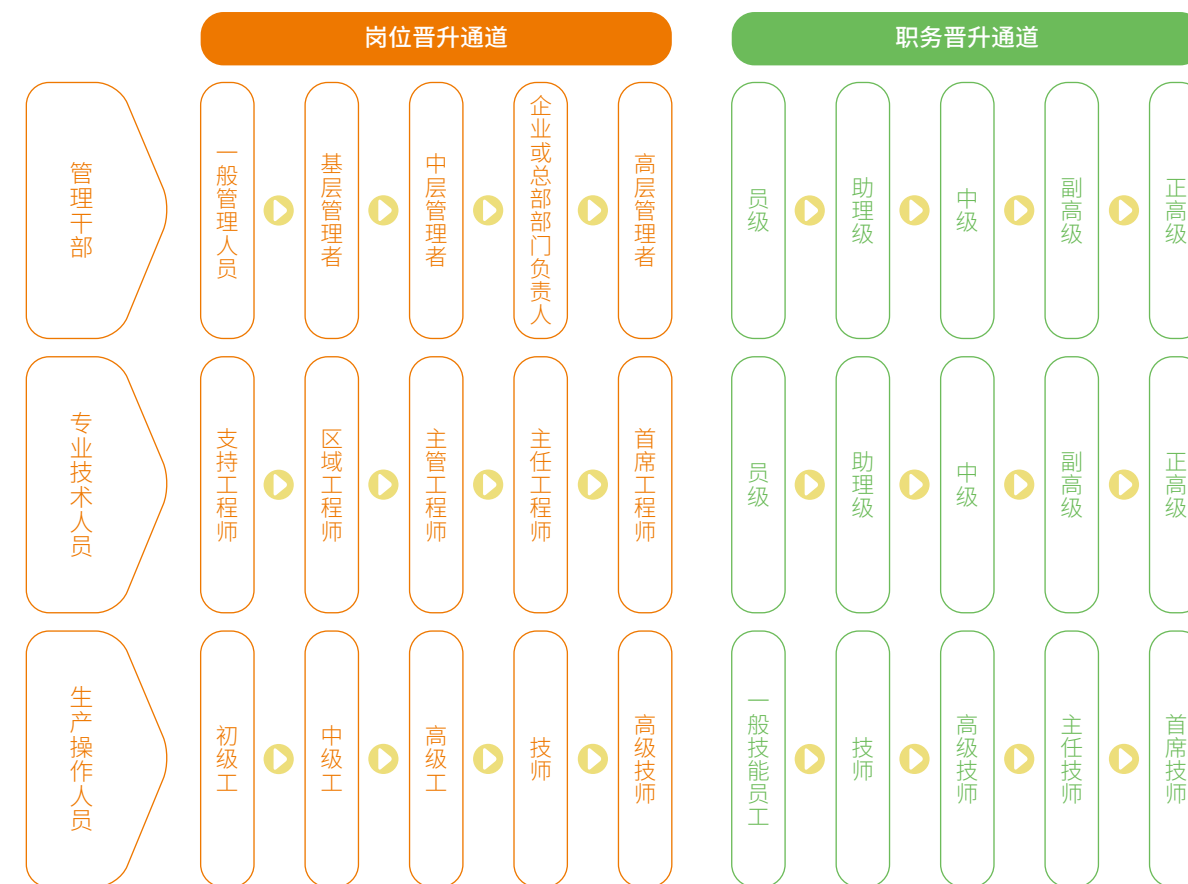 岗位晋升通道
职务晋升通道
管理干部
一般管理人员
基层管理者
中层管理者
企业或总部部门负责人
高层管理者
员级
助理级
中级
副高级
正高级
专业技术人员
支持工程师
区域工程师
主管工程师
主任工程师
首席工程师
员级
助理级
中级
副高级
正高级
生产操作人员
初级工
中级工
高级工
技师
高级技师
一般技能员工
技师
高级技师
主任技师
首席技师